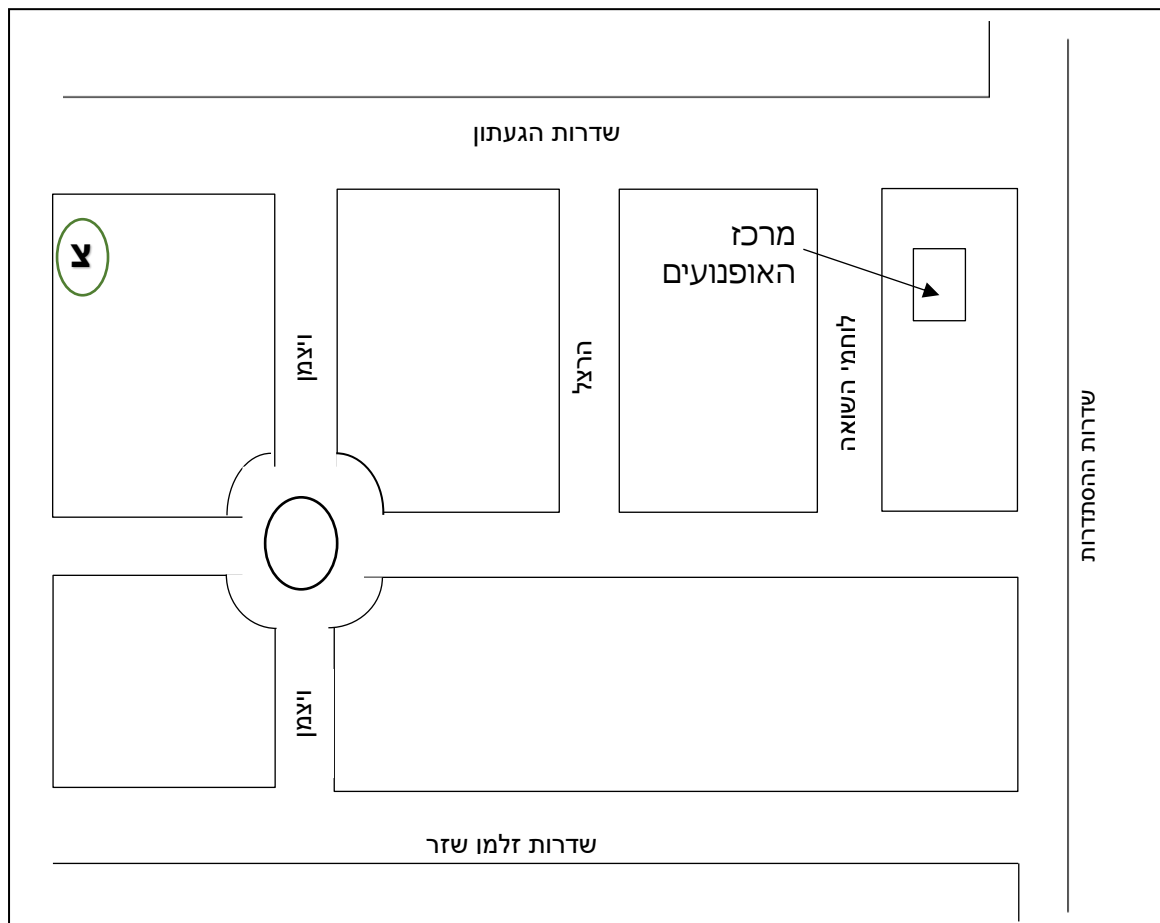 שדרות הגעתון
מרכז
האופנועים
צ
ויצמן
הרצל
לוחמי השואה
שדרות ההסתדרות
ויצמן
שדרות זלמן שזר